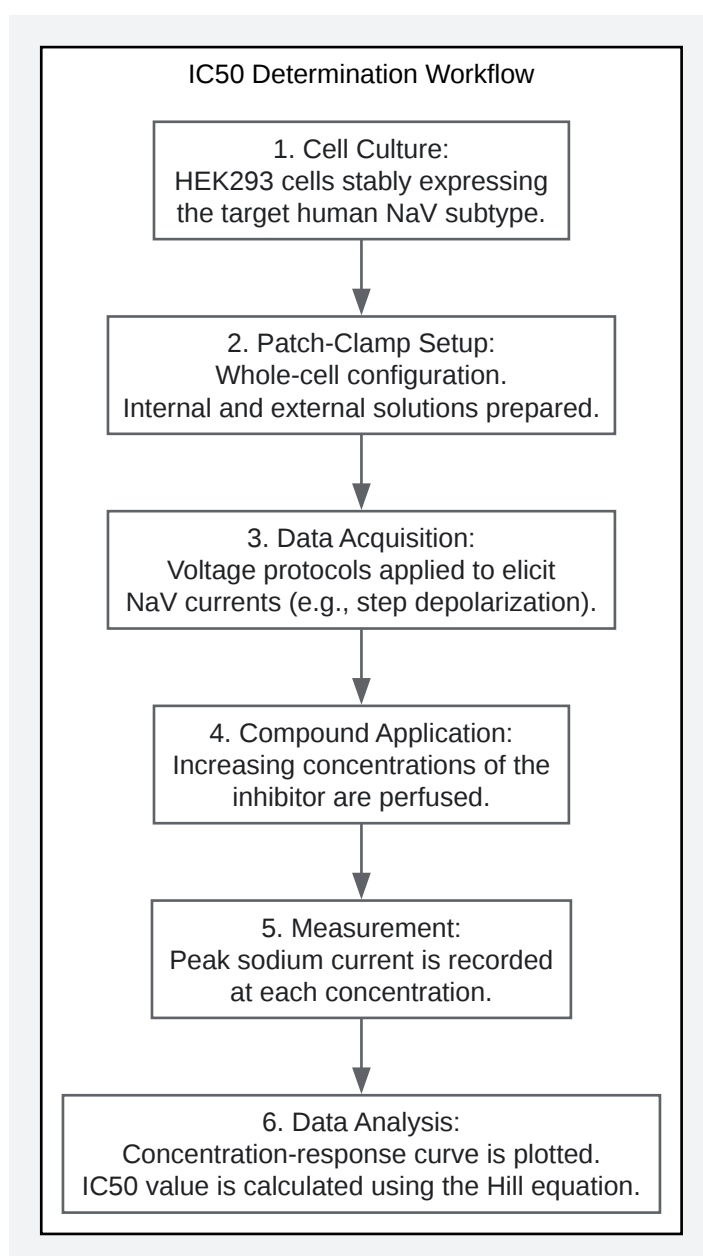 IC50 Determination Workflow
1. Cell Culture:
HEK293 cells stably expressing
the target human NaV subtype.
2. Patch-Clamp Setup:
Whole-cell configuration.
Internal and external solutions prepared.
3. Data Acquisition:
Voltage protocols applied to elicit
NaV currents (e.g., step depolarization).
4. Compound Application:
Increasing concentrations of the
inhibitor are perfused.
5. Measurement:
Peak sodium current is recorded
at each concentration.
6. Data Analysis:
Concentration-response curve is plotted.
IC50 value is calculated using the Hill equation.